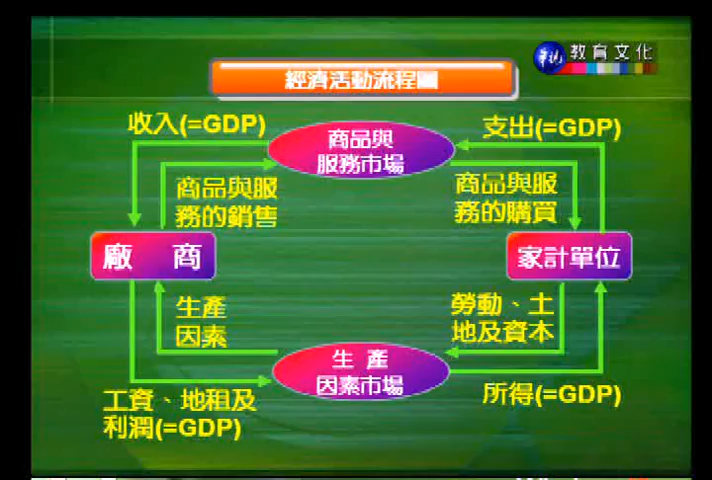 華視
教育文化
經濟活動流程圖
收入(=GDP)
商品與
服務市場
支出(=GDP)
商品與服
務的銷售
商品與服
務的購買
廠 商
家計單位
生產
因素
勞動、土
地及資本
生 產
因素市場
工資、地租及
利潤(=GDP)
所得(=GDP)